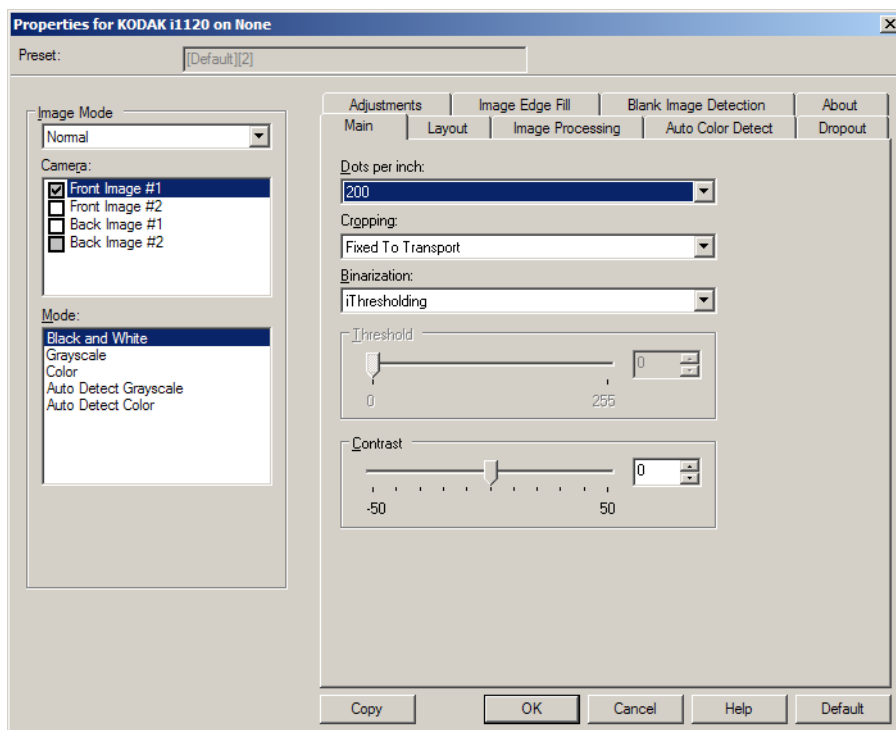 Properties for KODAK i1120 on None
Preset:
[Default][2]
Image Mode
Normal
Camera:
Front Image #1
Front Image #2
Back Image #1
Back Image #2
Mode:
Black and White
Grayscale
Color
Auto Detect Grayscale
Auto Detect Color
Adjustments Image Edge Fill Blank Image Detection About
Main Layout Image Processing Auto Color Detect Dropout
Dots per inch:
200
Cropping:
Fixed To Transport
Binarization:
iThresholding
Threshold
0
0 255
Contrast
0
-50 50
Copy OK Cancel Help Default